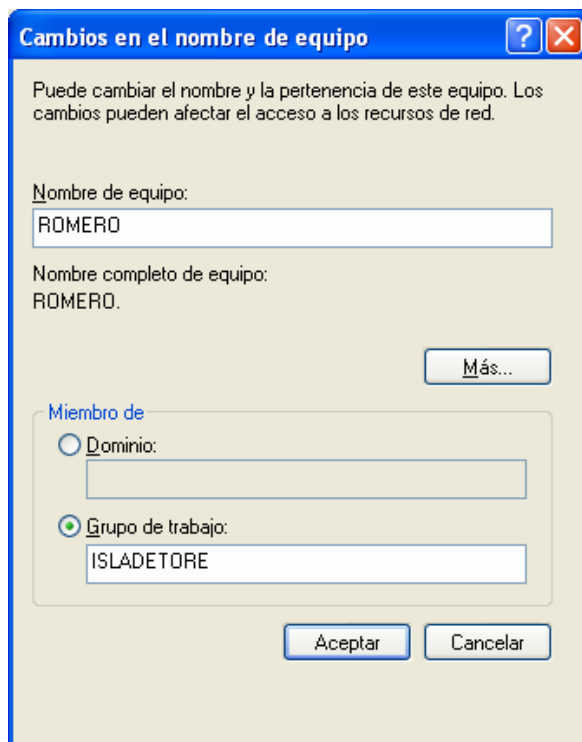 Cambios en el nombre de equipo
Puede cambiar el nombre y la pertenencia de este equipo. Los
cambios pueden afectar el acceso a los recursos de red.
Nombre de equipo:
ROMERO
Nombre completo de equipo:
ROMERO.
Más...
Miembro de
Dominio:
Grupo de trabajo:
ISLADETORE
Aceptar
Cancelar